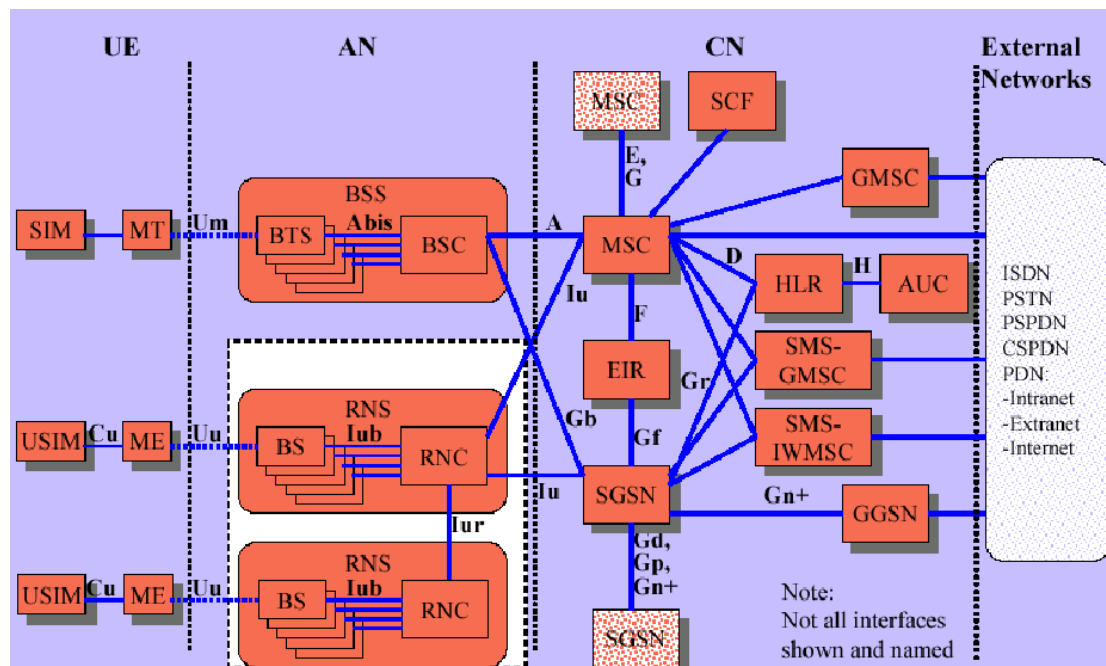 UE
AN
CN
External
Networks
MSC
SCF
E,
G
GMSC
BSS
SIM
MT
Um
BTS
Abis
BSC
A
MSC
D
HLR
H
AUC
Iu
F
ISDN
PSTN
PSPDN
CSPDN
PDN:
-Intranet
-Extranet
-Internet
EIR
Gr
SMS-
GMSC
RNS
Gb
USIM
Cu
ME
Uu
BS
Iub
RNC
Gf
SMS-
IWMSC
Iu
SGSN
Gn+
GGSN
Iur
Gd,
Gp,
Gn+
RNS
USIM
Cu
ME
Uu
BS
Iub
RNC
SGSN
Note:
Not all interfaces
shown and named